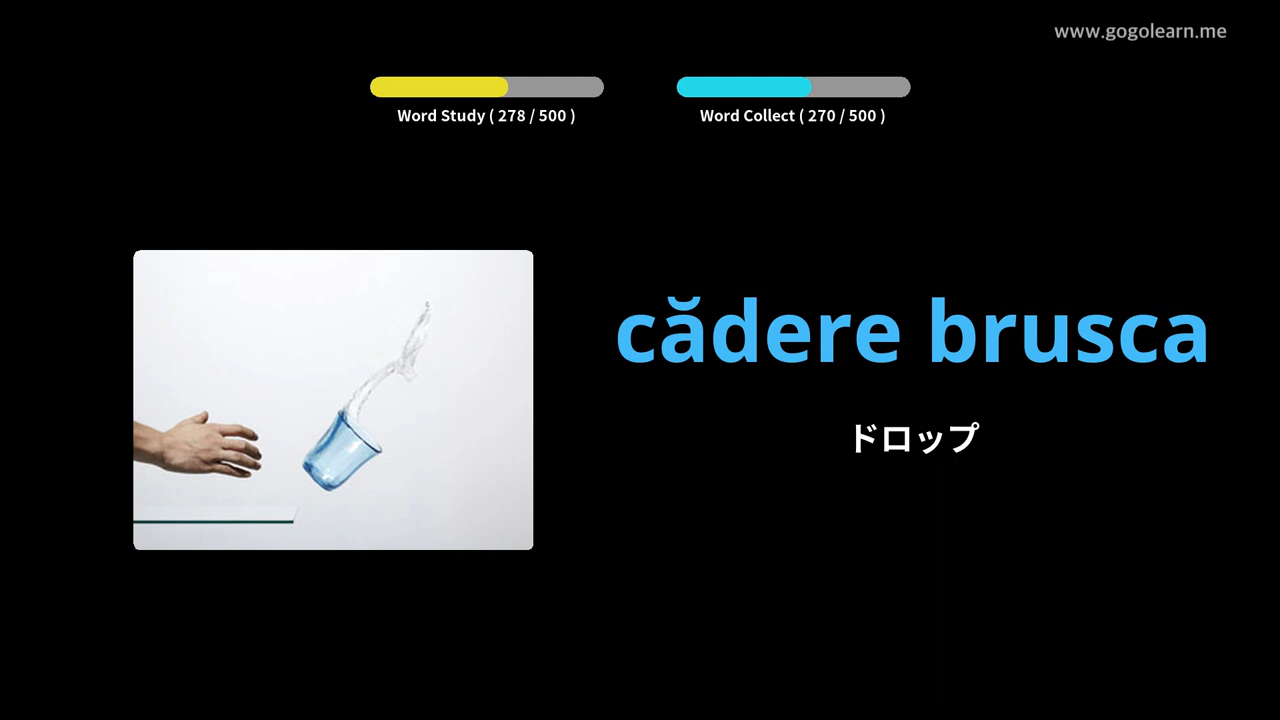 www.gogolearn.me
Word Study ( 278 / 500 )
Word Collect ( 270 / 500 )
cădere brusca
ドロップ